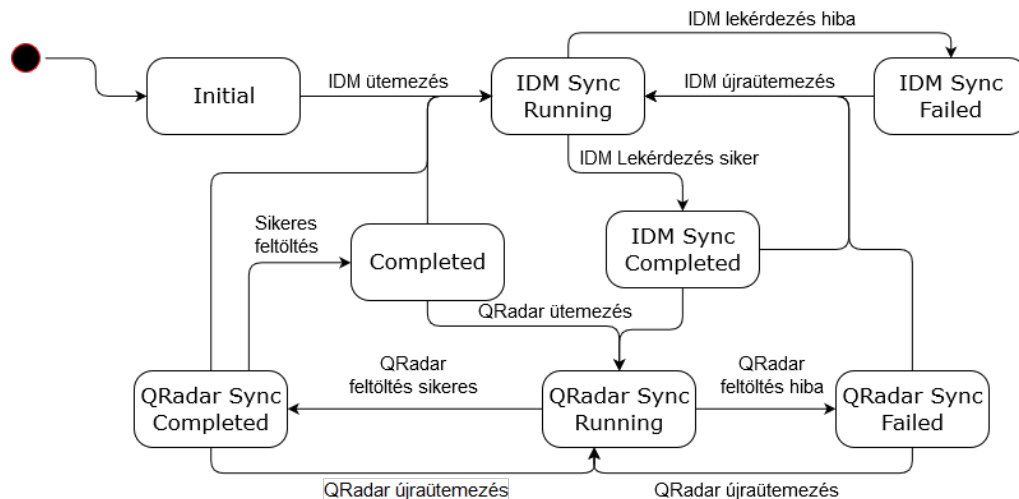 IDM lekérdezés hiba
Initial
IDM ütemezés
IDM Sync
Running
IDM újraütemezés
IDM Sync
Failed
IDM Lekérdezés siker
Sikeres
feltöltés
Completed
IDM Sync
Completed
QRadar ütemezés
QRadar Sync
Completed
QRadar
feltöltés sikeres
QRadar Sync
Running
QRadar
feltöltés hiba
QRadar Sync
Failed
QRadar újraütemezés
QRadar újraütemezés